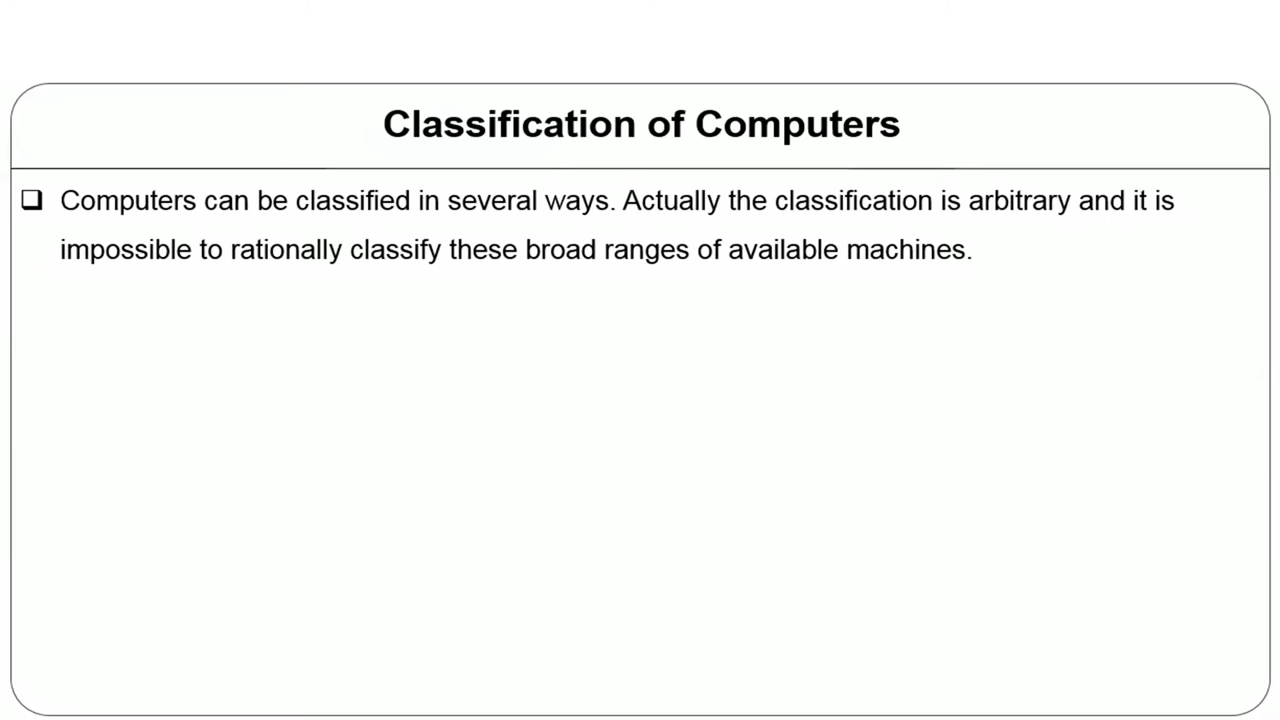 Classification of Computers
❑ Computers can be classified in several ways. Actually the classification is arbitrary and it is
impossible to rationally classify these broad ranges of available machines.